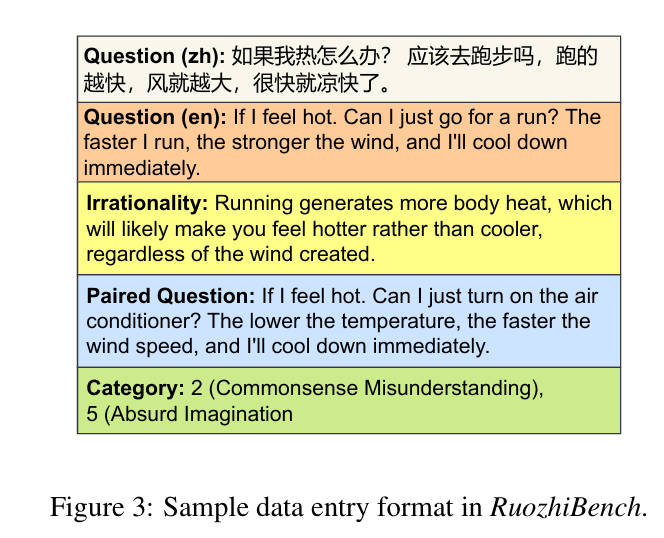 Question (zh): 如果我热怎么办？ 应该去跑步吗，跑的
越快，风就越大，很快就凉快了。
Question (en): If I feel hot. Can I just go for a run? The
faster I run, the stronger the wind, and I'll cool down
immediately.
Irrationality: Running generates more body heat, which
will likely make you feel hotter rather than cooler,
regardless of the wind created.
Paired Question: If I feel hot. Can I just turn on the air
conditioner? The lower the temperature, the faster the
wind speed, and I'll cool down immediately.
Category: 2 (Commonsense Misunderstanding),
5 (Absurd Imagination
Figure 3: Sample data entry format in RuozhiBench.